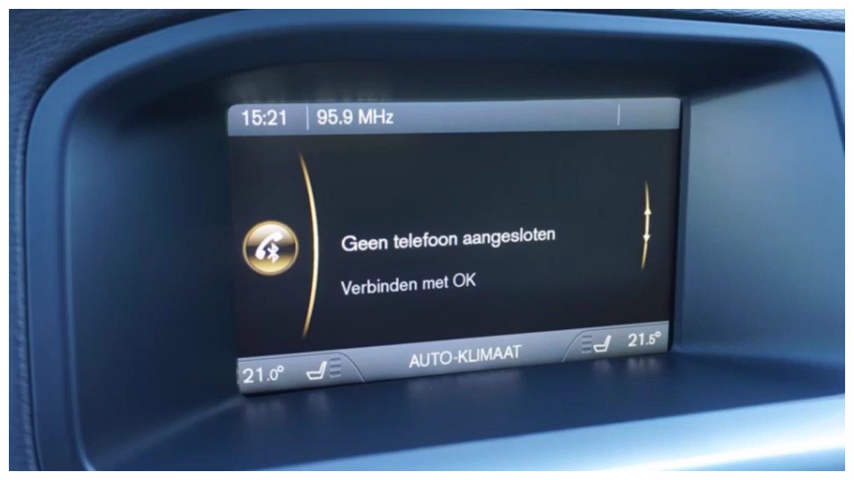 15:21 95.9 MHz
Geen telefoon aangesloten
Verbinden met OK
21.0° AUTO-KLIMAAT 21.5°